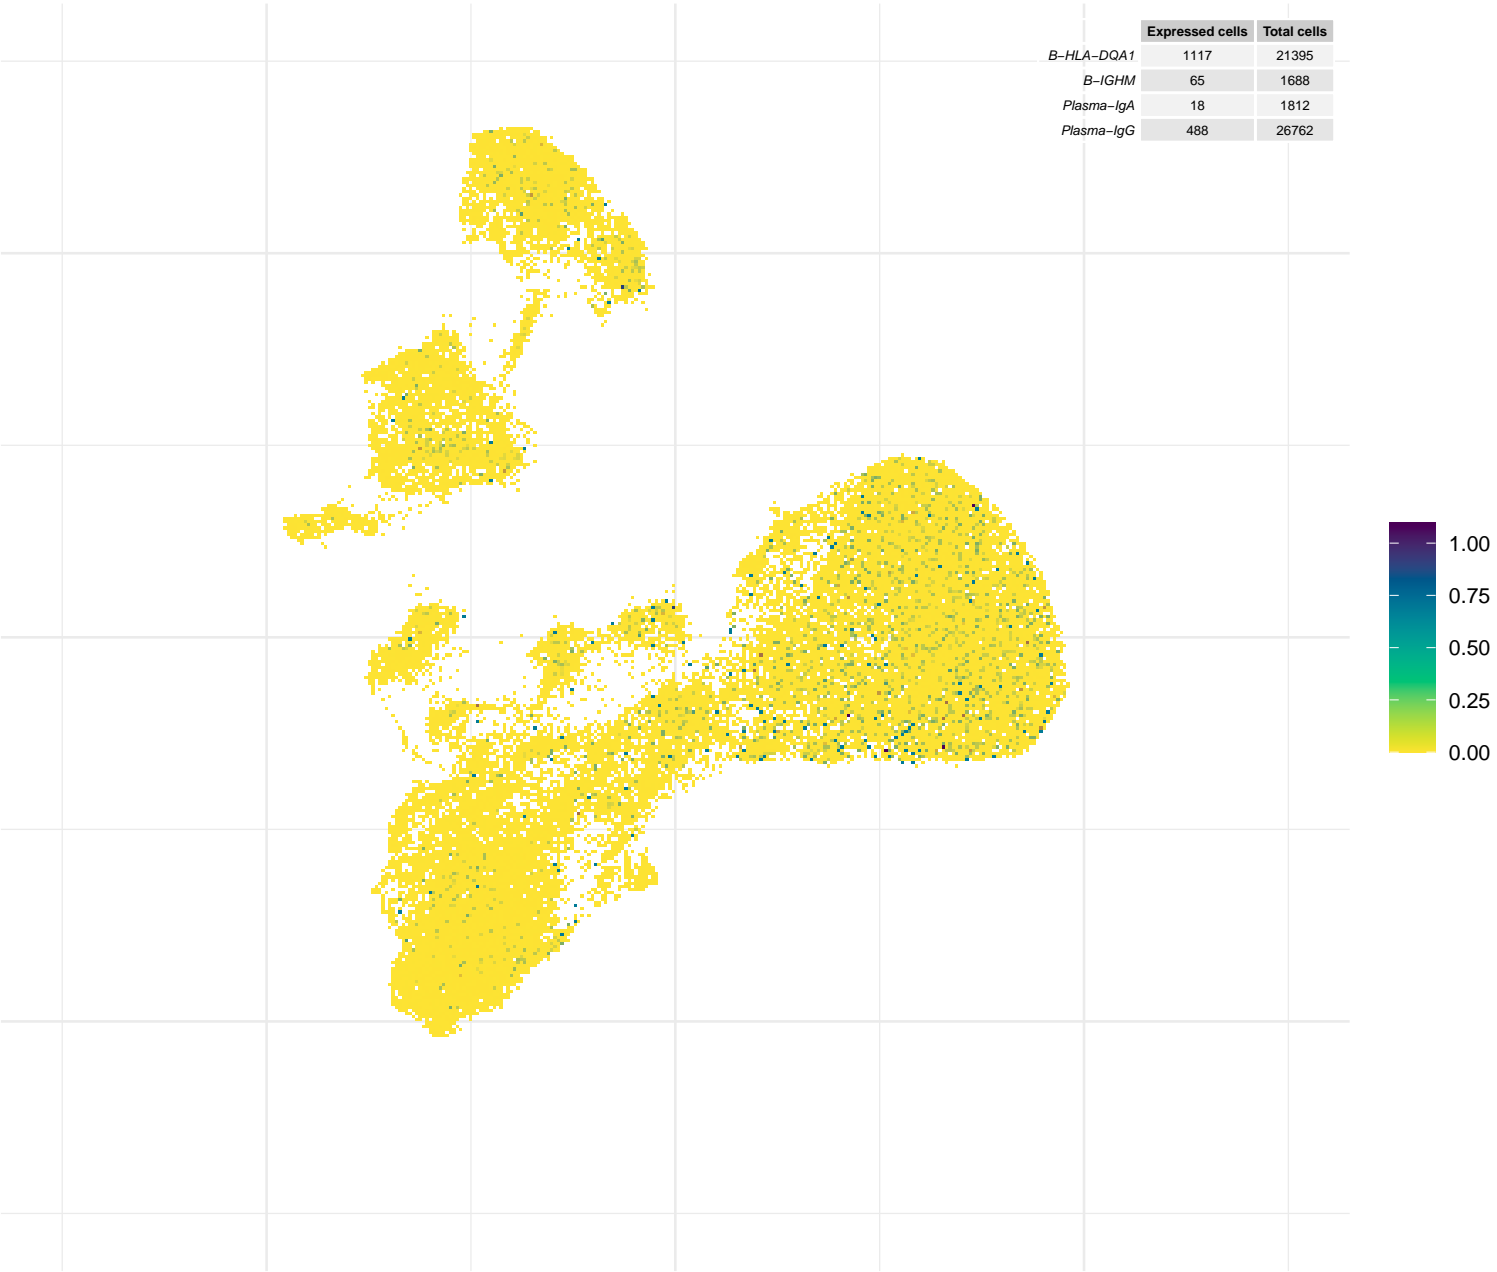 Expressed cells Total cells
B−HLA−DQA1 1117 21395
B−IGHM 65 1688
Plasma−IgA 18 1812
Plasma−IgG 488 26762
1.00
0.75
0.50
0.25
0.00